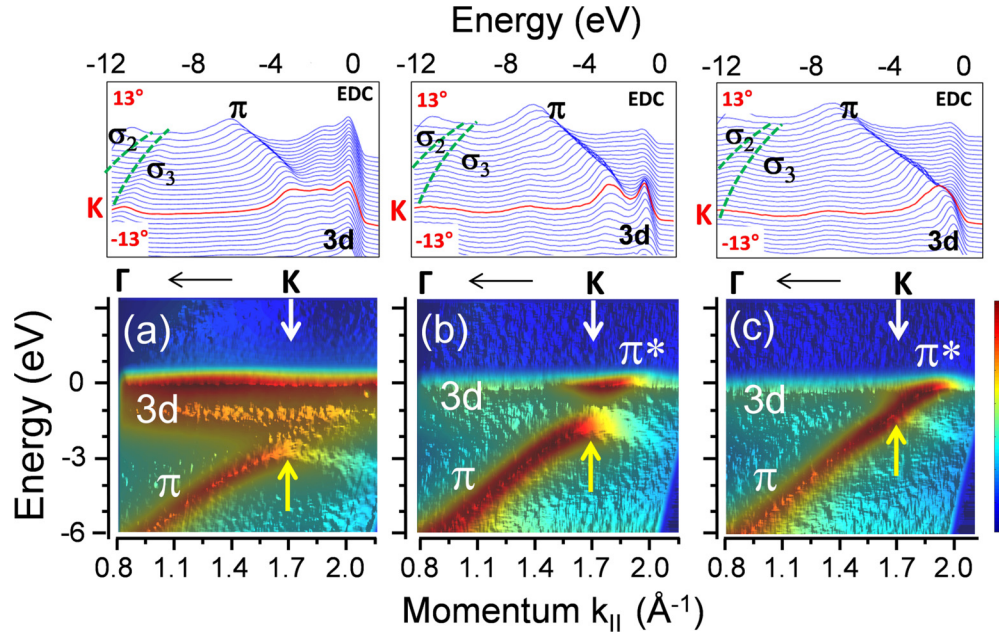 Energy (eV)
-12 -8 -4 0 -12 -8 -4 0 -12 -8 -4 0
13° EDC 13° EDC 13° EDC
π π π
σ2 σ2 σ2
σ3 σ3 σ3
K K K
-13° 3d -13° 3d -13° 3d
Γ ← K Γ ← K Γ ← K
(a) (b) (c)
π* π*
0
3d 3d 3d
-3
π π π
-6
Energy (eV)
0.8 1.1 1.4 1.7 2.0 0.8 1.1 1.4 1.7 2.0 0.8 1.1 1.4 1.7 2.0
Momentum k|| (Å-1)